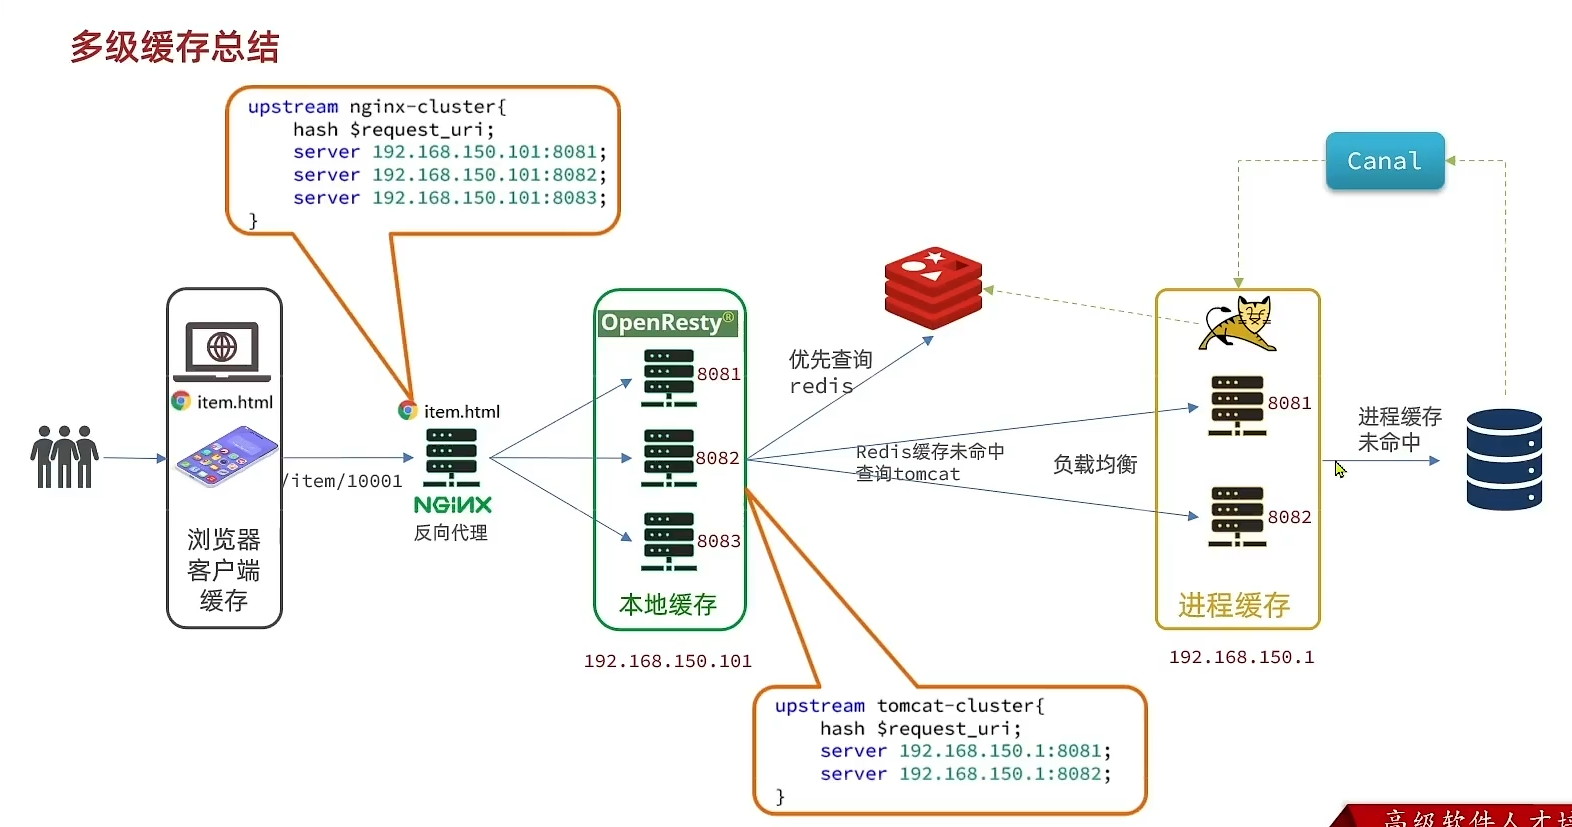 多级缓存总结
upstream nginx-cluster{
hash $request_uri;
server 192.168.150.101:8081;
server 192.168.150.101:8082;
server 192.168.150.101:8083;
}
Canal
OpenResty®
8081
8082
8083
本地缓存
192.168.150.101
item.html
浏览器
客户端
缓存
/item/10001
item.html
NGINX
反向代理
优先查询
redis
Redis缓存未命中
查询tomcat
负载均衡
8081
8082
进程缓存
192.168.150.1
进程缓存
未命中
upstream tomcat-cluster{
hash $request_uri;
server 192.168.150.1:8081;
server 192.168.150.1:8082;
}
高级软件人才培